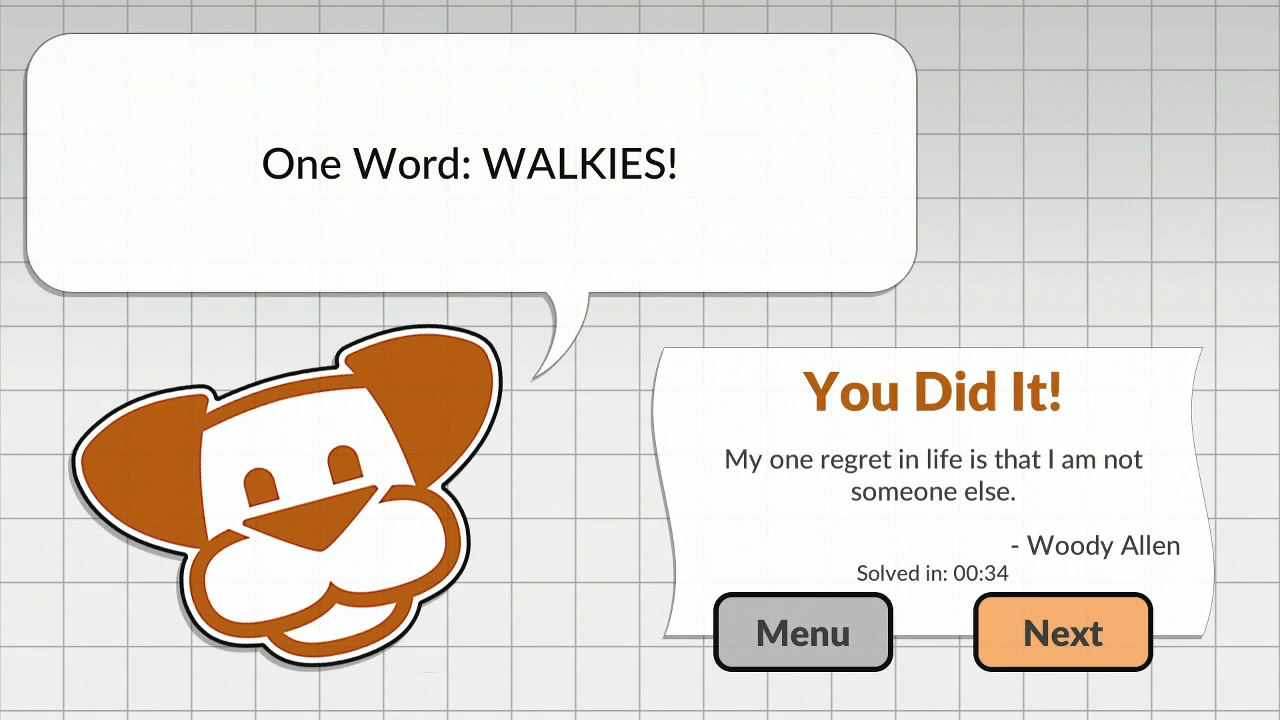 One Word: WALKIES!
You Did It!
My one regret in life is that I am not
someone else.
- Woody Allen
Solved in: 00:34
Menu
Next